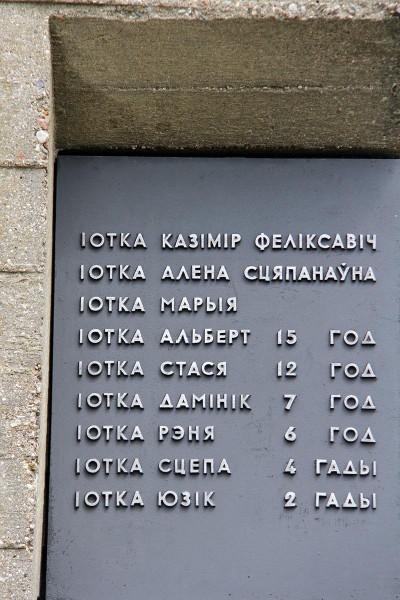 ІОТКА КАЗІМІР ФЕЛІКСАВІЧ
ІОТКА АЛЕНА СЦЯПАНАЎНА
ІОТКА МАРЫЯ
ІОТКА АЛЬБЕРТ 15 ГОД
ІОТКА СТАСЯ 12 ГОД
ІОТКА ДАМІНІК 7 ГОД
ІОТКА РЭНЯ 6 ГОД
ІОТКА СЦЕПА 4 ГАДЫ
ІОТКА ЮЗІК 2 ГАДЫ